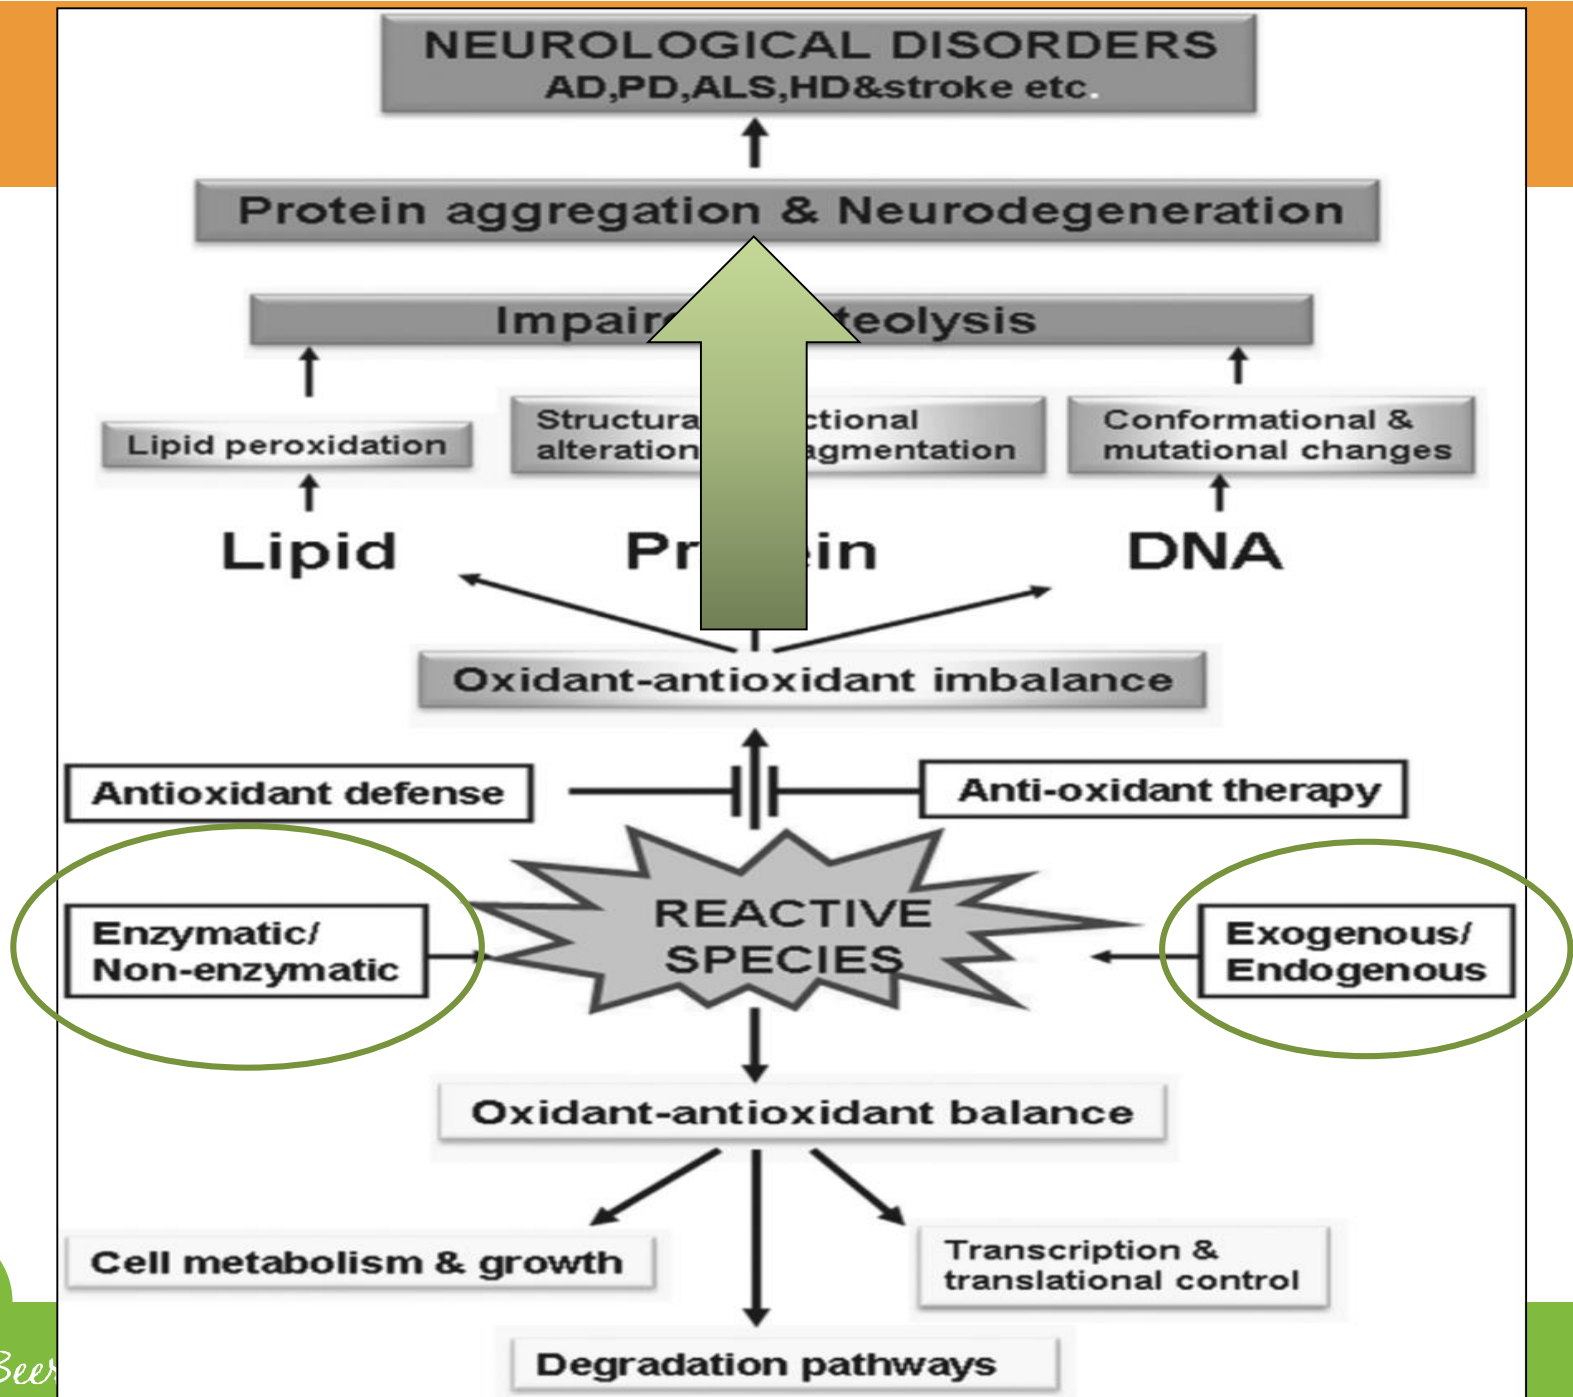 NEUROLOGICAL DISORDERS
AD,PD,ALS,HD&stroke etc.
Protein aggregation & Neurodegeneration
Impair teolysis
Lipid peroxidation
Structura ctional
alteration agmentation
Conformational &
mutational changes
Lipid
Pr in
DNA
Oxidant-antioxidant imbalance
Antioxidant defense
Anti-oxidant therapy
REACTIVE
SPECIES
Enzymatic/
Non-enzymatic
Exogenous/
Endogenous
Oxidant-antioxidant balance
Cell metabolism & growth
Transcription &
translational control
Degradation pathways